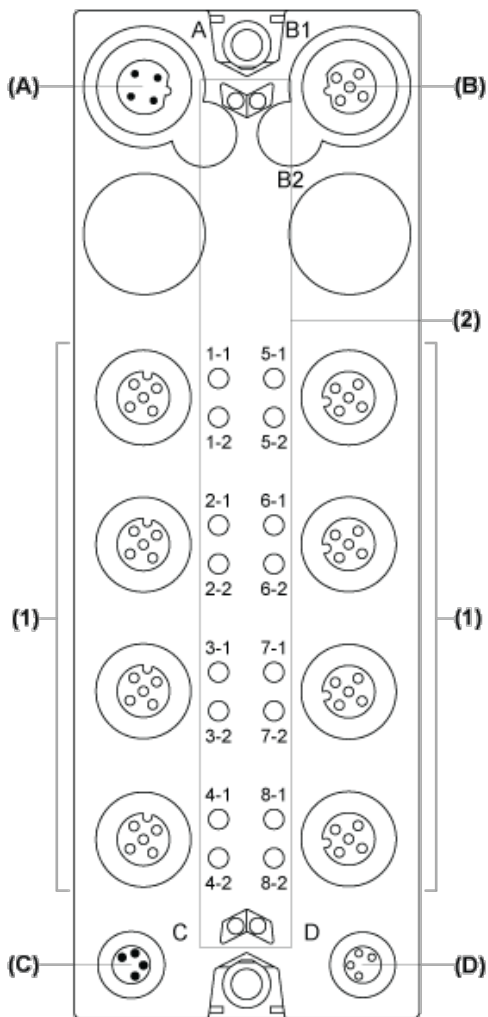 A B1
(A) (B)
B2
(2)
1-1 5-1
1-2 5-2
2-1 6-1
2-2 6-2
(1) (1)
3-1 7-1
3-2 7-2
4-1 8-1
4-2 8-2
C D
(C) (D)